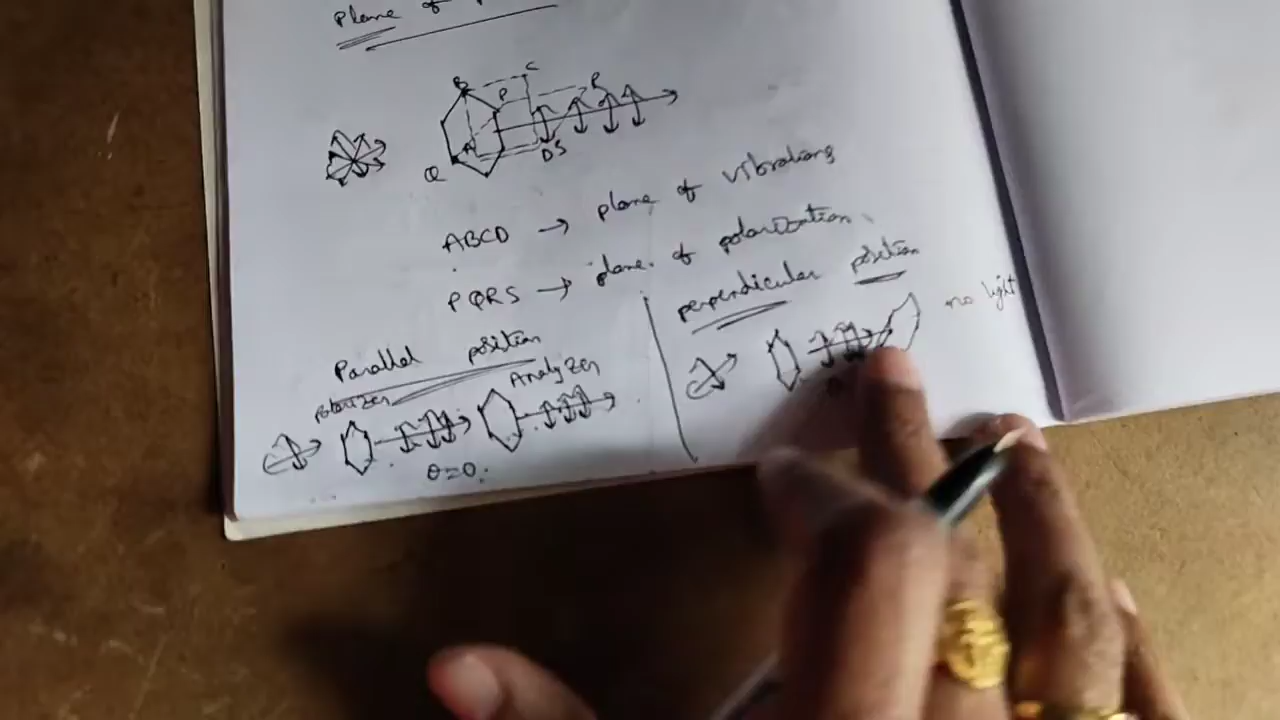 Plane of
B C
P R
A
Q DS
ABCD → plane of vibrations
PQRS → plane of polarization
Parallel position
Polarizer Analyzer
θ=0
perpendicular position
no light